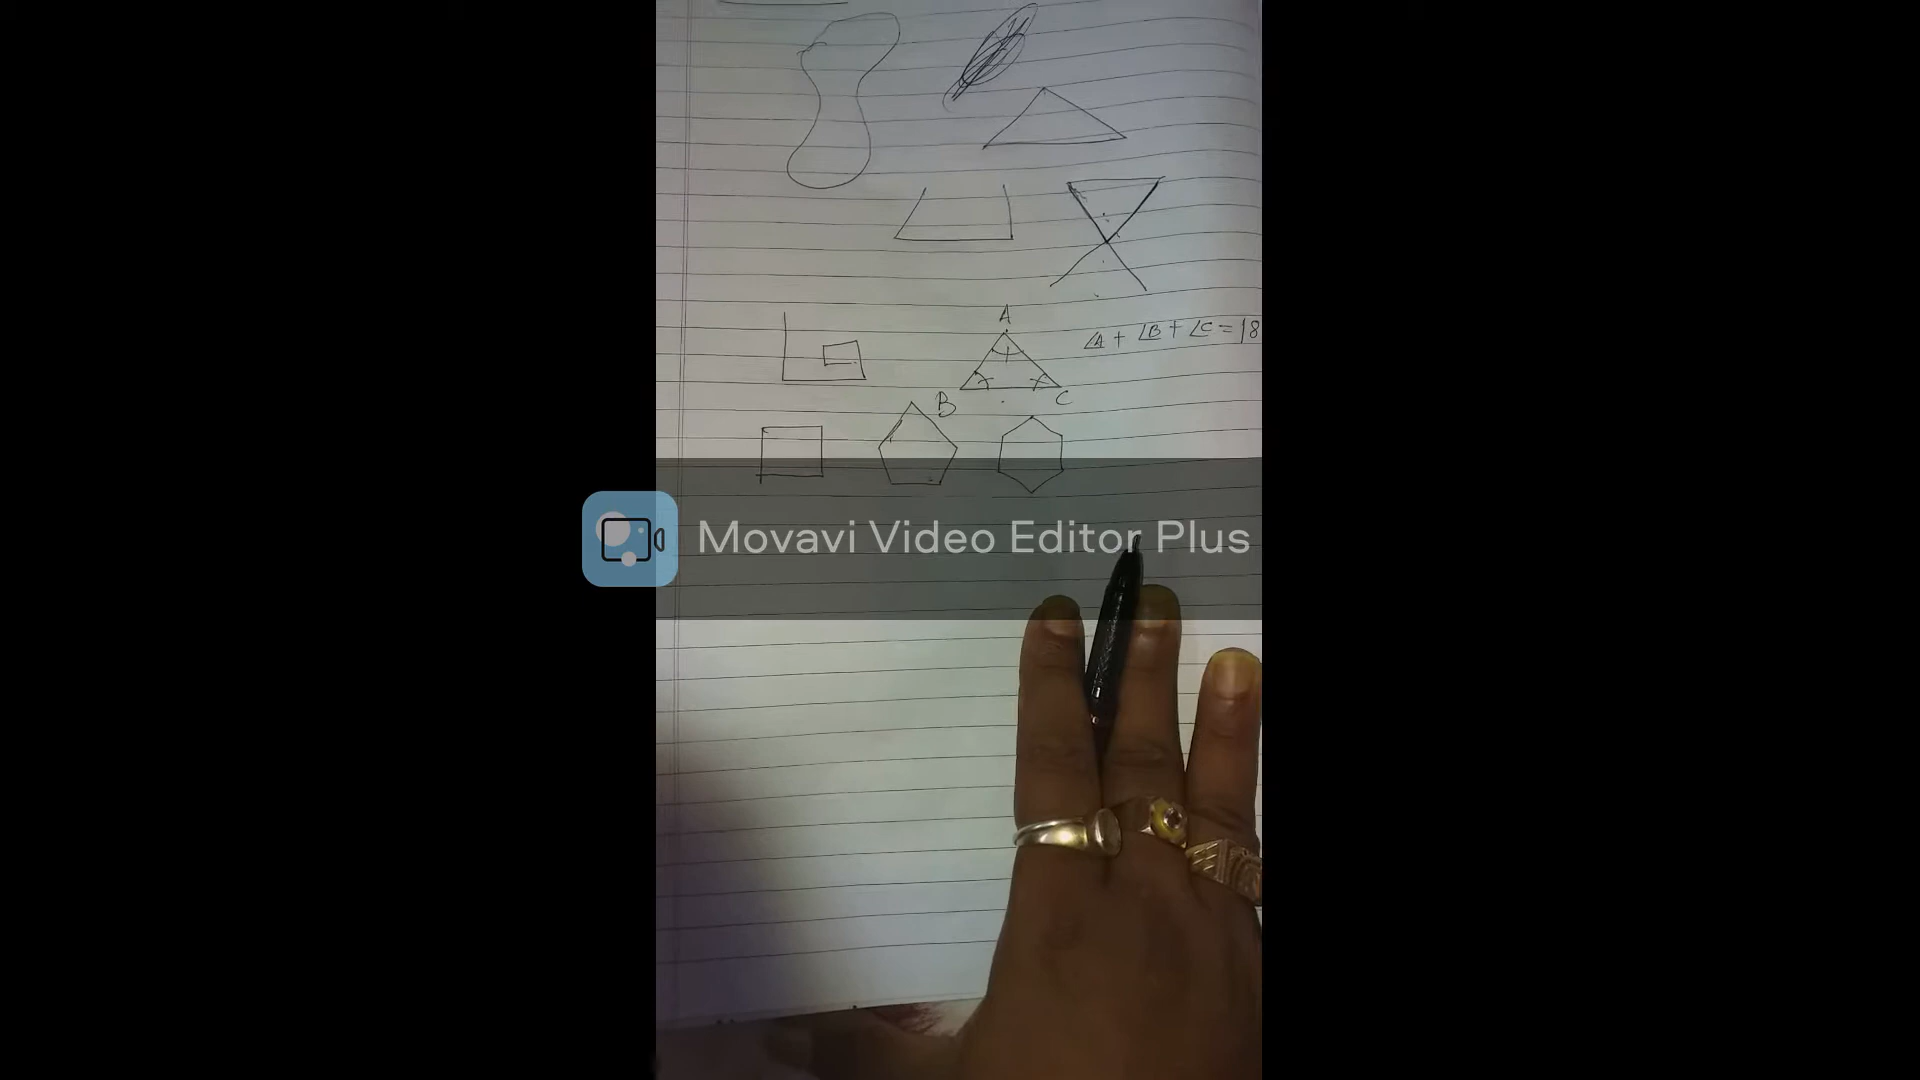 A
∠A + ∠B + ∠C = 18
B
C
Movavi Video Editor Plus